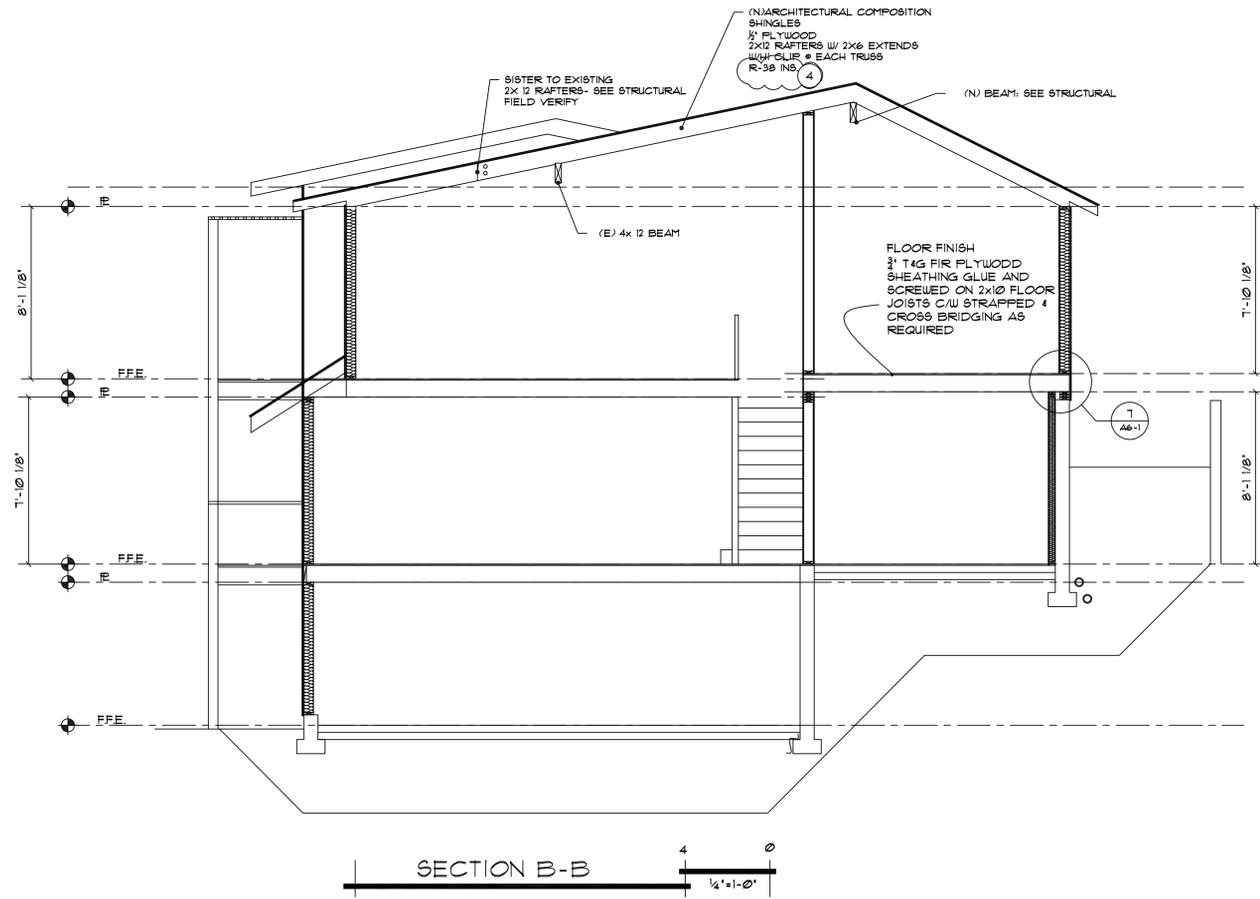 (N)ARCHITECTURAL COMPOSITION
SHINGLES
½" PLYWOOD
2X12 RAFTERS W/ 2X6 EXTENDS
W/H1 CLIP @ EACH TRUSS
R-38 INS.
4
SISTER TO EXISTING
2X 12 RAFTERS- SEE STRUCTURAL
FIELD VERIFY
(N) BEAM: SEE STRUCTURAL
(E) 4x 12 BEAM
FLOOR FINISH
¾" T&G FIR PLYWODD
SHEATHING GLUE AND
SCREWED ON 2x10 FLOOR
JOISTS C/W STRAPPED &
CROSS BRIDGING AS
REQUIRED
PL
8'-1 1/8"
7'-10 1/8"
F.F.E.
PL
7
A6-1
7'-10 1/8"
8'-1 1/8"
F.F.E.
PL
F.F.E.
SECTION B-B
4
0
¼"=1-0"